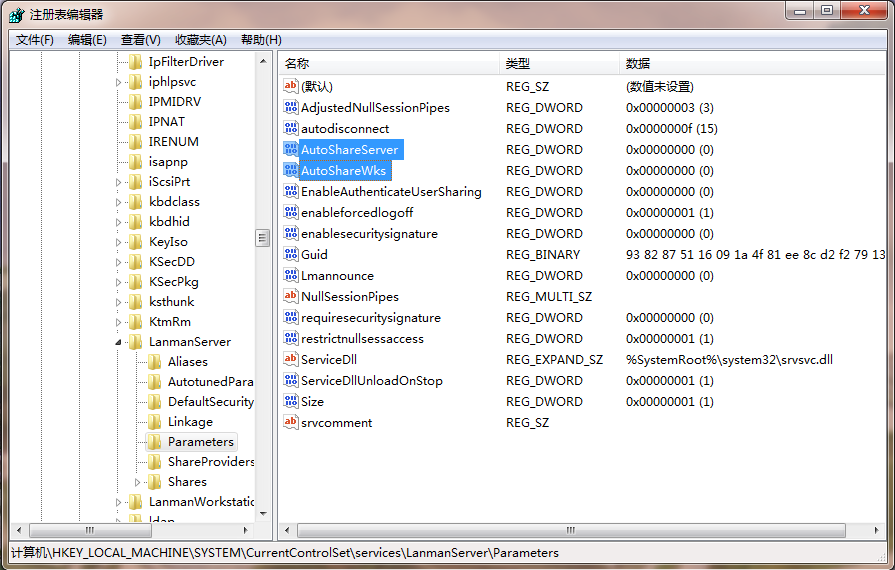 注册表编辑器
文件(F) 编辑(E) 查看(V) 收藏夹(A) 帮助(H)
IpFilterDriver
iphlpsvc
IPMIDRV
IPNAT
IRENUM
isapnp
iScsiPrt
kbdclass
kbdhid
KeyIso
KSecDD
KSecPkg
ksthunk
KtmRm
LanmanServer
Aliases
AutotunedPara
DefaultSecurity
Linkage
Parameters
ShareProviders
Shares
LanmanWorkstatio
ldap
名称 类型 数据
(默认) REG_SZ (数值未设置)
AdjustedNullSessionPipes REG_DWORD 0x00000003 (3)
autodisconnect REG_DWORD 0x0000000f (15)
AutoShareServer REG_DWORD 0x00000000 (0)
AutoShareWks REG_DWORD 0x00000000 (0)
EnableAuthenticateUserSharing REG_DWORD 0x00000000 (0)
enableforcedlogoff REG_DWORD 0x00000001 (1)
enablesecuritysignature REG_DWORD 0x00000000 (0)
Guid REG_BINARY 93 82 87 51 16 09 1a 4f 81 ee 8c d2 f2 79 13
Lmannounce REG_DWORD 0x00000000 (0)
NullSessionPipes REG_MULTI_SZ
requiresecuritysignature REG_DWORD 0x00000000 (0)
restrictnullsessaccess REG_DWORD 0x00000001 (1)
ServiceDll REG_EXPAND_SZ %SystemRoot%\system32\srvsvc.dll
ServiceDllUnloadOnStop REG_DWORD 0x00000001 (1)
Size REG_DWORD 0x00000001 (1)
srvcomment REG_SZ
计算机\HKEY_LOCAL_MACHINE\SYSTEM\CurrentControlSet\services\LanmanServer\Parameters